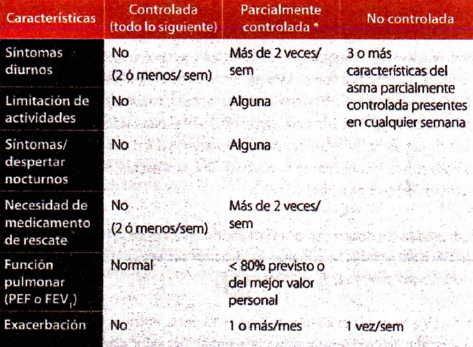 Características
Controlada
(todo lo siguiente)
Parcialmente
controlada *
No controlada
Síntomas
diurnos
No
(2 ó menos/ sem)
Más de 2 veces/
sem
3 o más
características del
asma parcialmente
controlada presentes
en cualquier semana
Limitación de
actividades
No
Alguna
Síntomas/
despertar
nocturnos
No
Alguna
Necesidad de
medicamento
de rescate
No
(2 ó menos/sem)
Más de 2 veces/
sem
Función
pulmonar
(PEF o FEV₁)
Normal
< 80% previsto o
del mejor valor
personal
Exacerbación
No
1 o más/mes
1 vez/sem